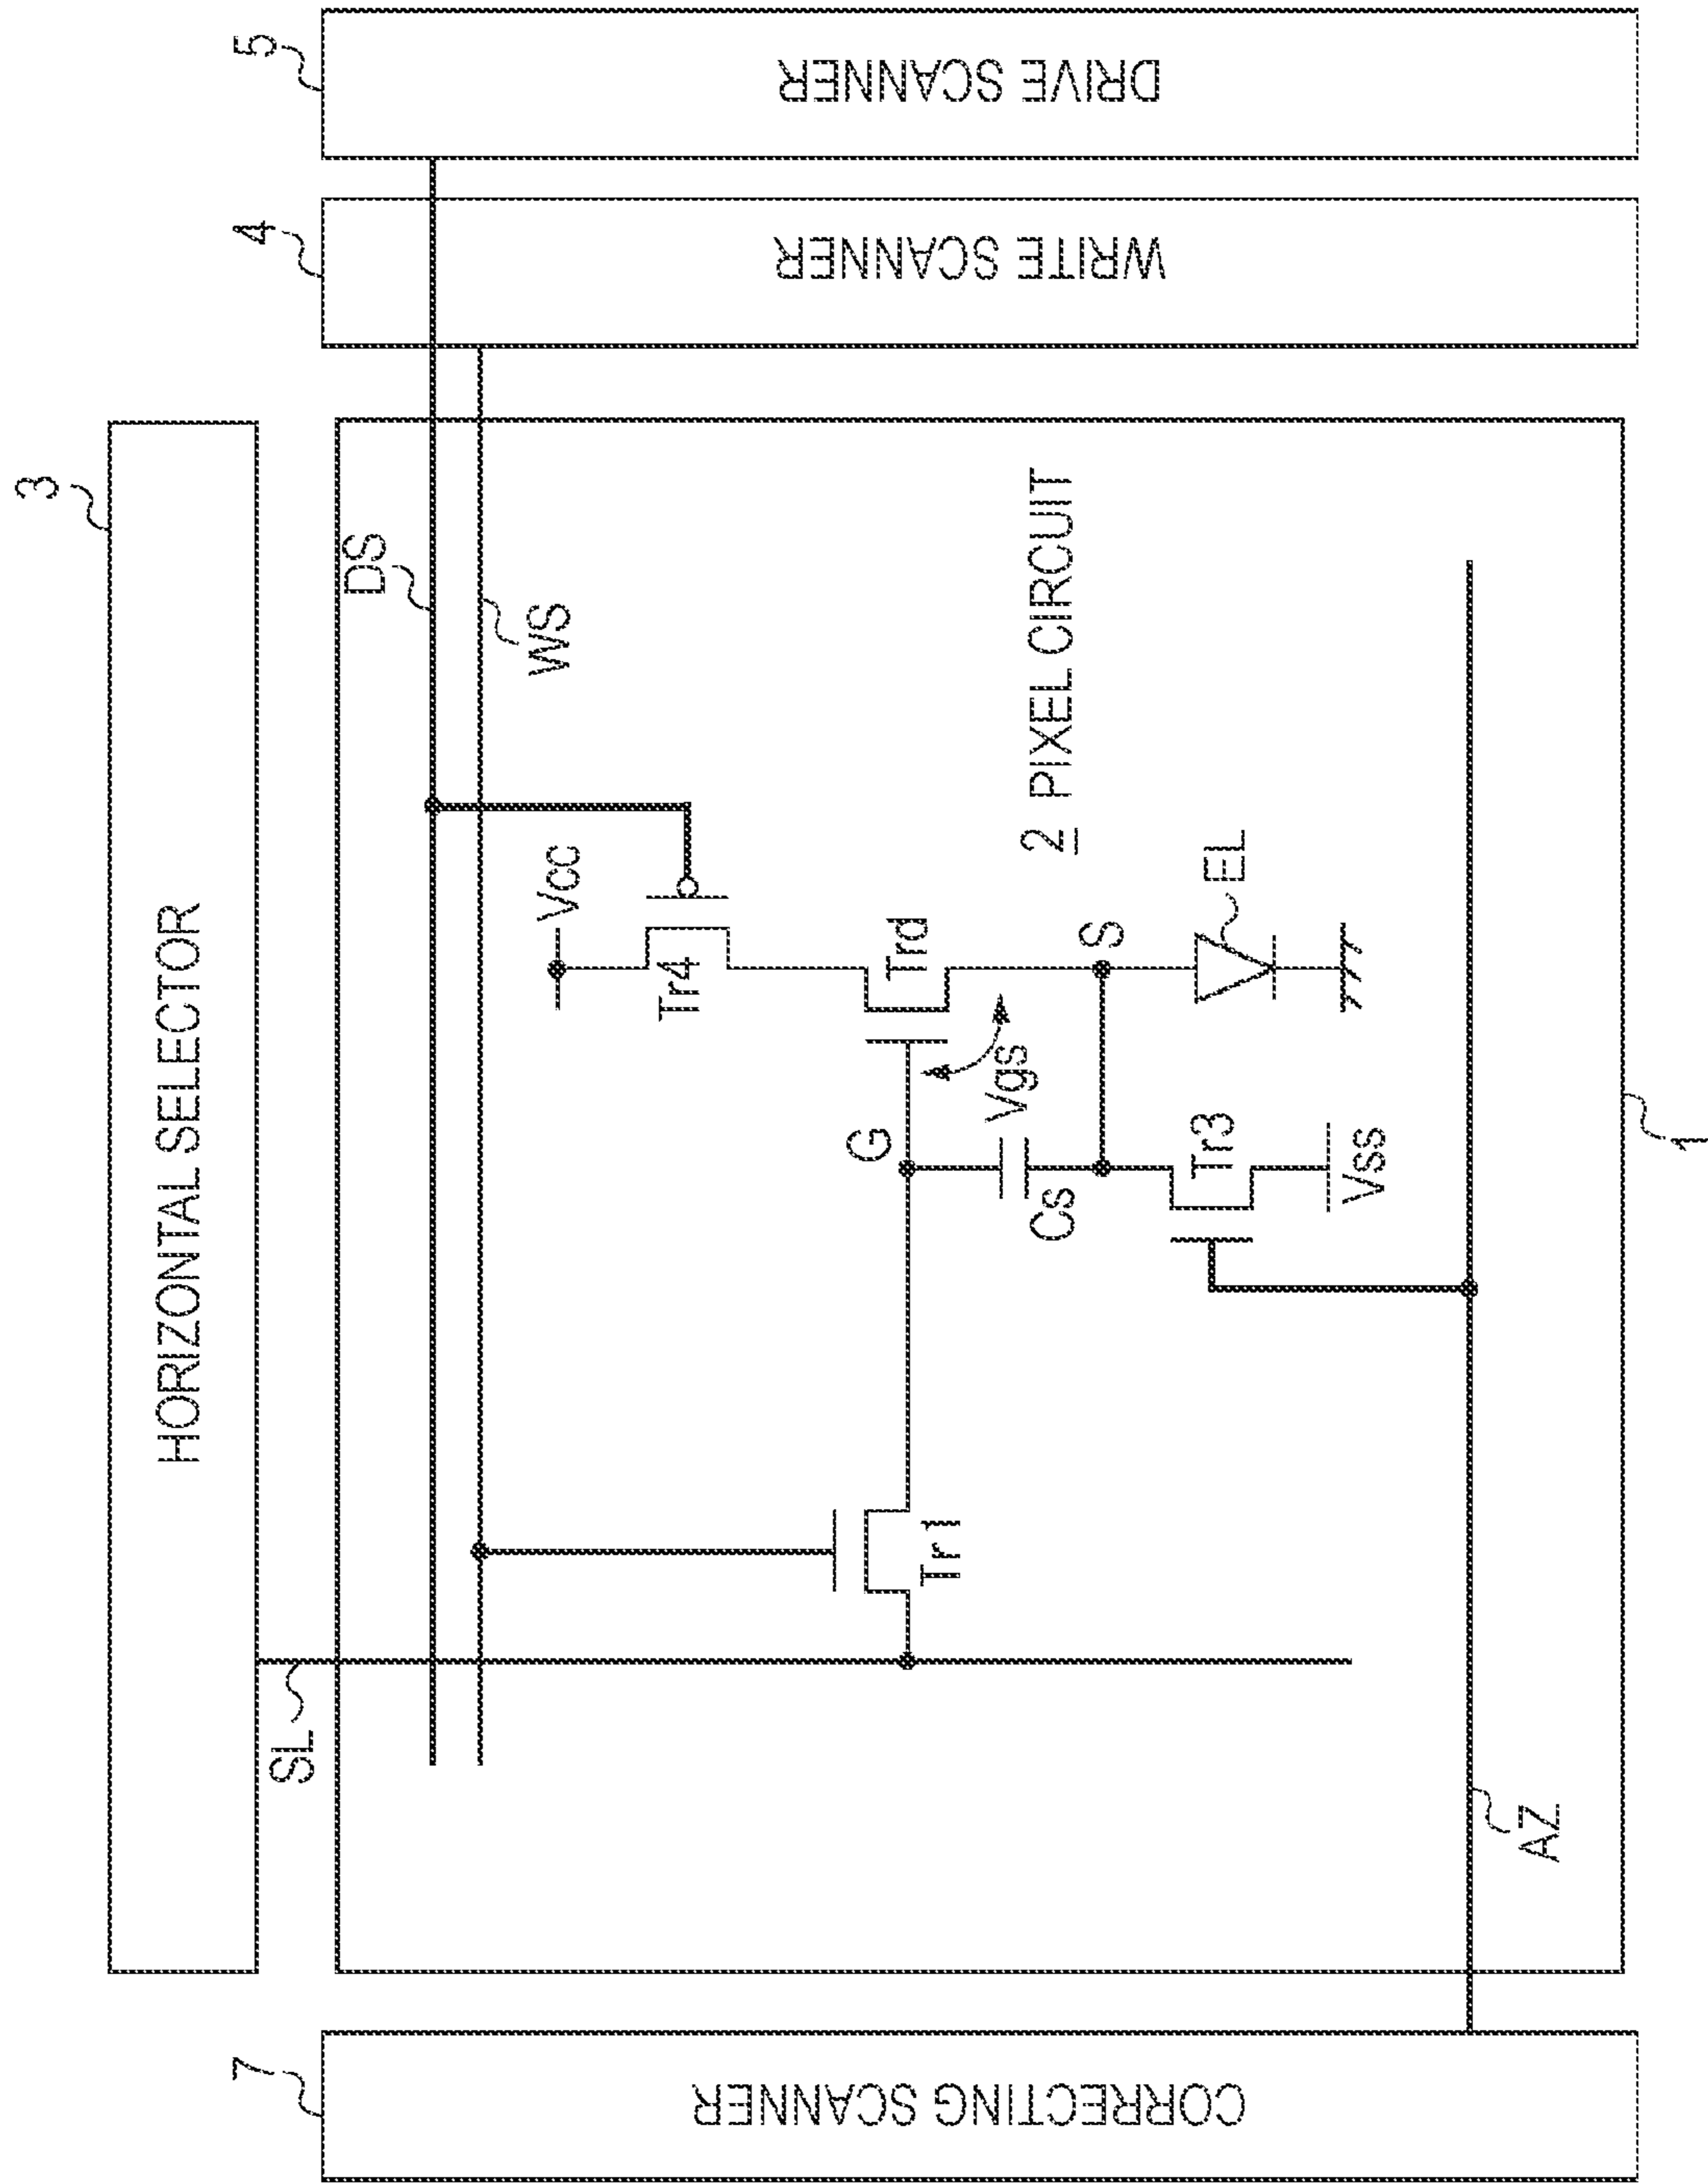 3
HORIZONTAL SELECTOR
7
CORRECTING SCANNER
SL
DS
WS
4
WRITE SCANNER
5
DRIVE SCANNER
Vcc
Tr4
Trd
G
Vgs
S
Cs
Tr1
Tr3
Vss
EL
2 PIXEL CIRCUIT
AZ
1